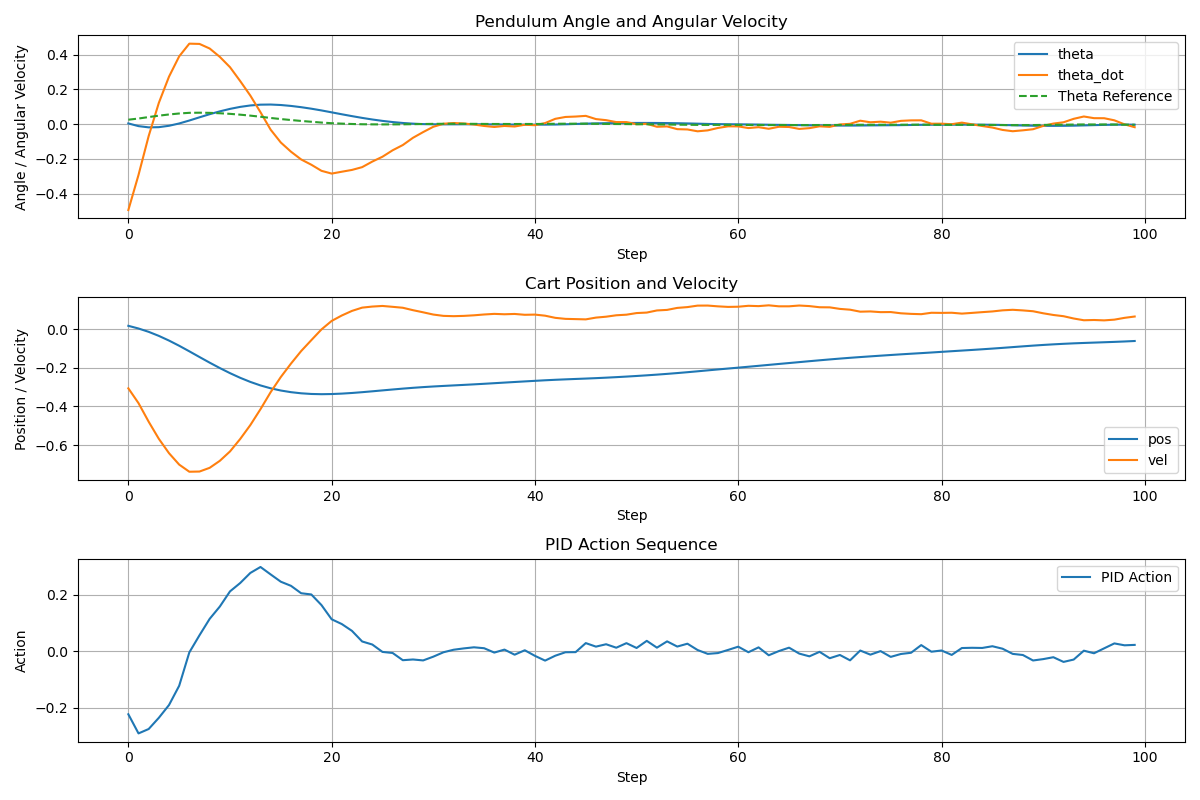 Pendulum Angle and Angular Velocity
Angle / Angular Velocity
0.4
0.2
0.0
−0.2
−0.4
theta
theta_dot
Theta Reference
0 20 40 60 80 100
Step
Cart Position and Velocity
Position / Velocity
0.0
−0.2
−0.4
−0.6
pos
vel
0 20 40 60 80 100
Step
PID Action Sequence
Action
0.2
0.0
−0.2
PID Action
0 20 40 60 80 100
Step